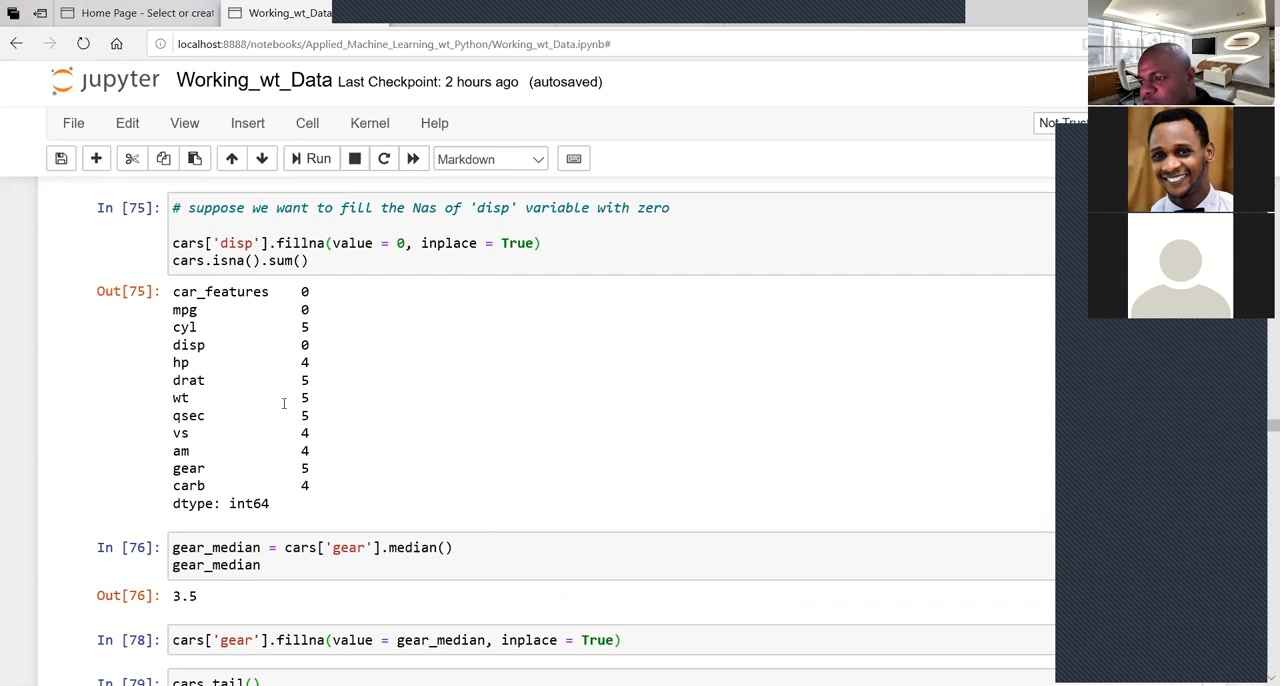 Home Page - Select or creat
Working_wt_Data
localhost:8888/notebooks/Applied_Machine_Learning_wt_Python/Working_wt_Data.ipynb#
jupyter Working_wt_Data Last Checkpoint: 2 hours ago (autosaved)
File Edit View Insert Cell Kernel Help
Not Trus
Run Markdown
In [75]: # suppose we want to fill the Nas of 'disp' variable with zero
cars['disp'].fillna(value = 0, inplace = True)
cars.isna().sum()
Out[75]: car_features 0
mpg 0
cyl 5
disp 0
hp 4
drat 5
wt 5
qsec 5
vs 4
am 4
gear 5
carb 4
dtype: int64
In [76]: gear_median = cars['gear'].median()
gear_median
Out[76]: 3.5
In [78]: cars['gear'].fillna(value = gear_median, inplace = True)
In [79]: cars.tail()